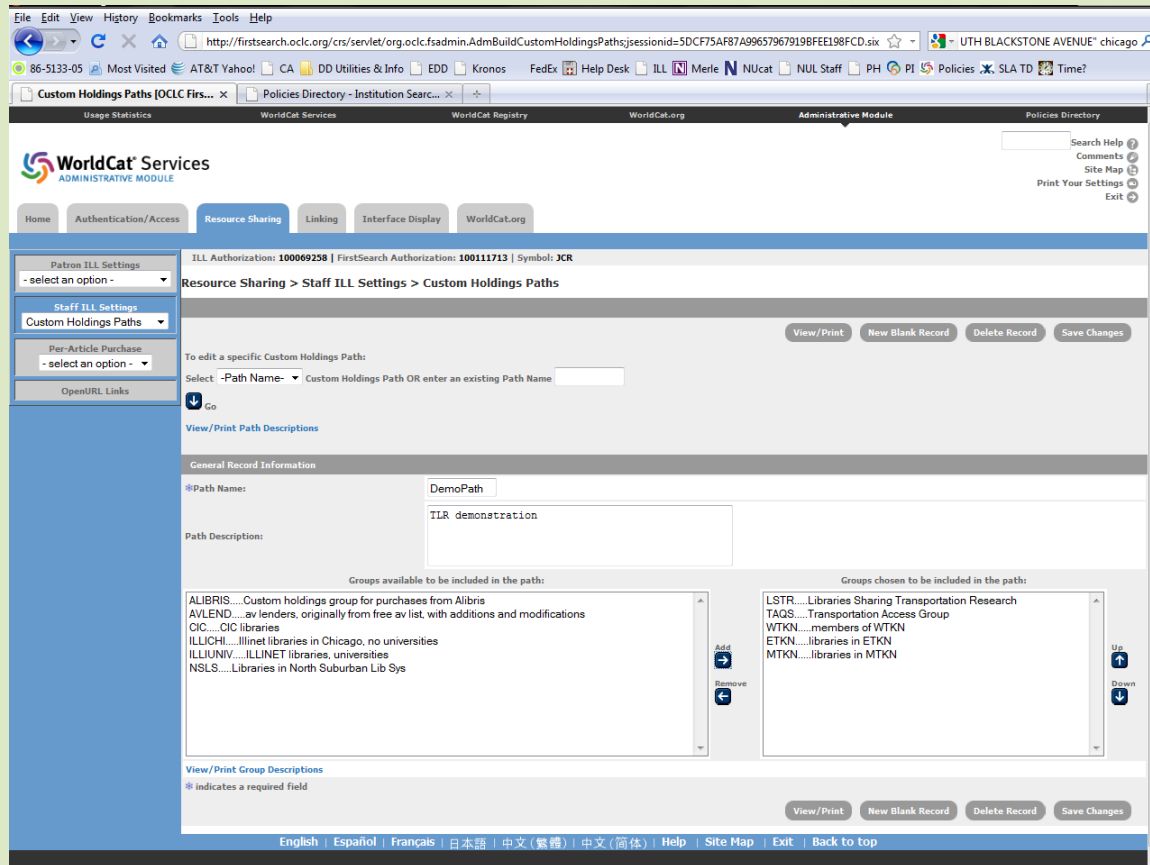 File Edit View History Bookmarks Tools Help
http://firstsearch.oclc.org/crs/servlet/org.oclc.fsadmin.AdmBuildCustomHoldingsPaths;jsessionid=5DCF75AF87A99657967919BFEE198FCD.six UTH BLACKSTONE AVENUE" chicago
86-5133-05 Most Visited AT&T Yahoo! CA DD Utilities & Info EDD Kronos FedEx Help Desk ILL Merle NUcat NUL Staff PH PI Policies SLA TD Time?
Custom Holdings Paths [OCLC Firs... Policies Directory - Institution Searc...
Usage Statistics WorldCat Services WorldCat Registry WorldCat.org Administrative Module Policies Directory
Search Help
Comments
Site Map
Print Your Settings
Exit
WorldCat Services
ADMINISTRATIVE MODULE
Home Authentication/Access Resource Sharing Linking Interface Display WorldCat.org
ILL Authorization: 100069258 | FirstSearch Authorization: 100111713 | Symbol: JCR
Patron ILL Settings
- select an option -
Resource Sharing > Staff ILL Settings > Custom Holdings Paths
Staff ILL Settings
Custom Holdings Paths
Per-Article Purchase
- select an option -
OpenURL Links
View/Print New Blank Record Delete Record Save Changes
To edit a specific Custom Holdings Path:
Select -Path Name- Custom Holdings Path OR enter an existing Path Name
Go
View/Print Path Descriptions
General Record Information
*Path Name: DemoPath
Path Description: TLR demonstration
Groups available to be included in the path: Groups chosen to be included in the path:
ALIBRIS.....Custom holdings group for purchases from Alibris
AVLEND.....av lenders, originally from free av list, with additions and modifications
CIC.....CIC libraries
ILLICHI.....Illinet libraries in Chicago, no universities
ILLIUNIV.....ILLINET libraries, universities
NSLS.....Libraries in North Suburban Lib Sys
Add
Remove
LSTR.....Libraries Sharing Transportation Research
TAQS.....Transportation Access Group
WTKN.....members of WTKN
ETKN.....libraries in ETKN
MTKN.....libraries in MTKN
Up
Down
View/Print Group Descriptions
* indicates a required field
View/Print New Blank Record Delete Record Save Changes
English | Español | Français | 日本語 | 中文(繁體) | 中文(简体) | Help | Site Map | Exit | Back to top